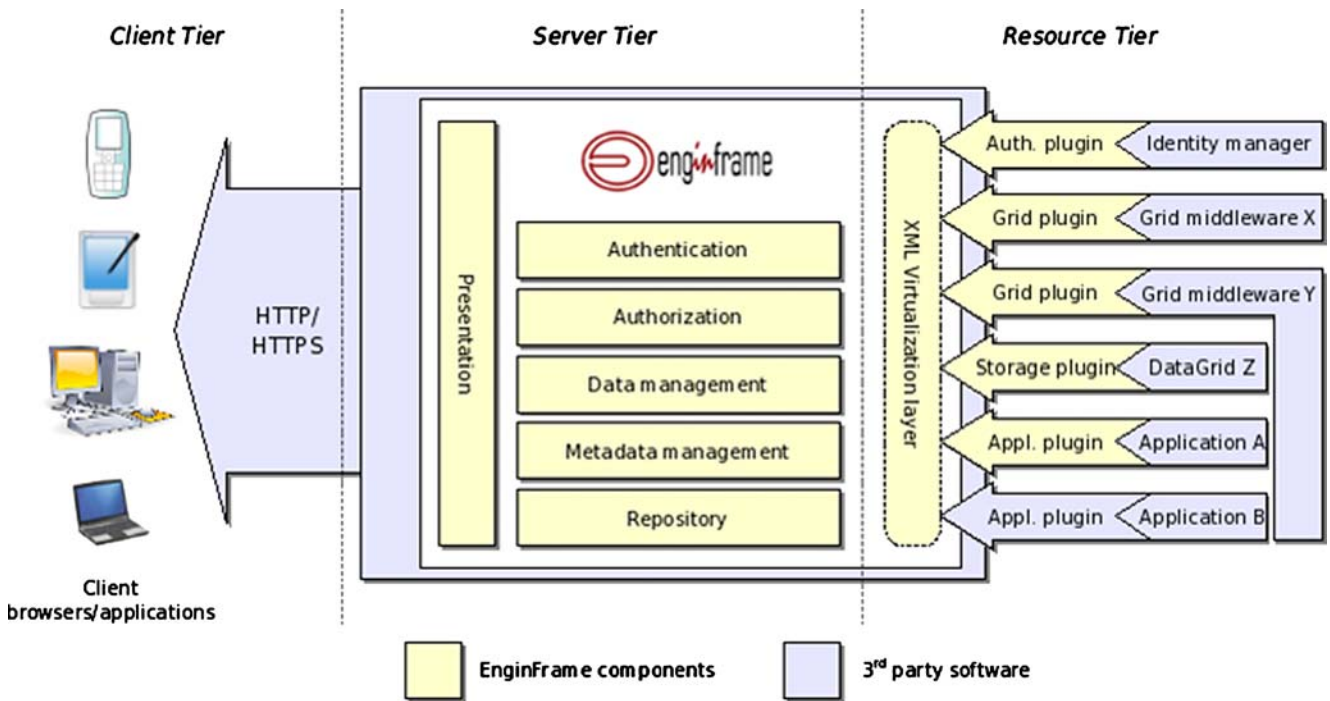 Client Tier
Server Tier
Resource Tier
enginframe
Presentation
Authentication
Authorization
Data management
Metadata management
Repository
HTTP/
HTTPS
XML Virtualization layer
Auth. plugin
Identity manager
Grid plugin
Grid middleware X
Grid plugin
Grid middleware Y
Storage plugin
DataGrid Z
Appl. plugin
Application A
Appl. plugin
Application B
Client
browsers/applications
EnginFrame components
3rd party software